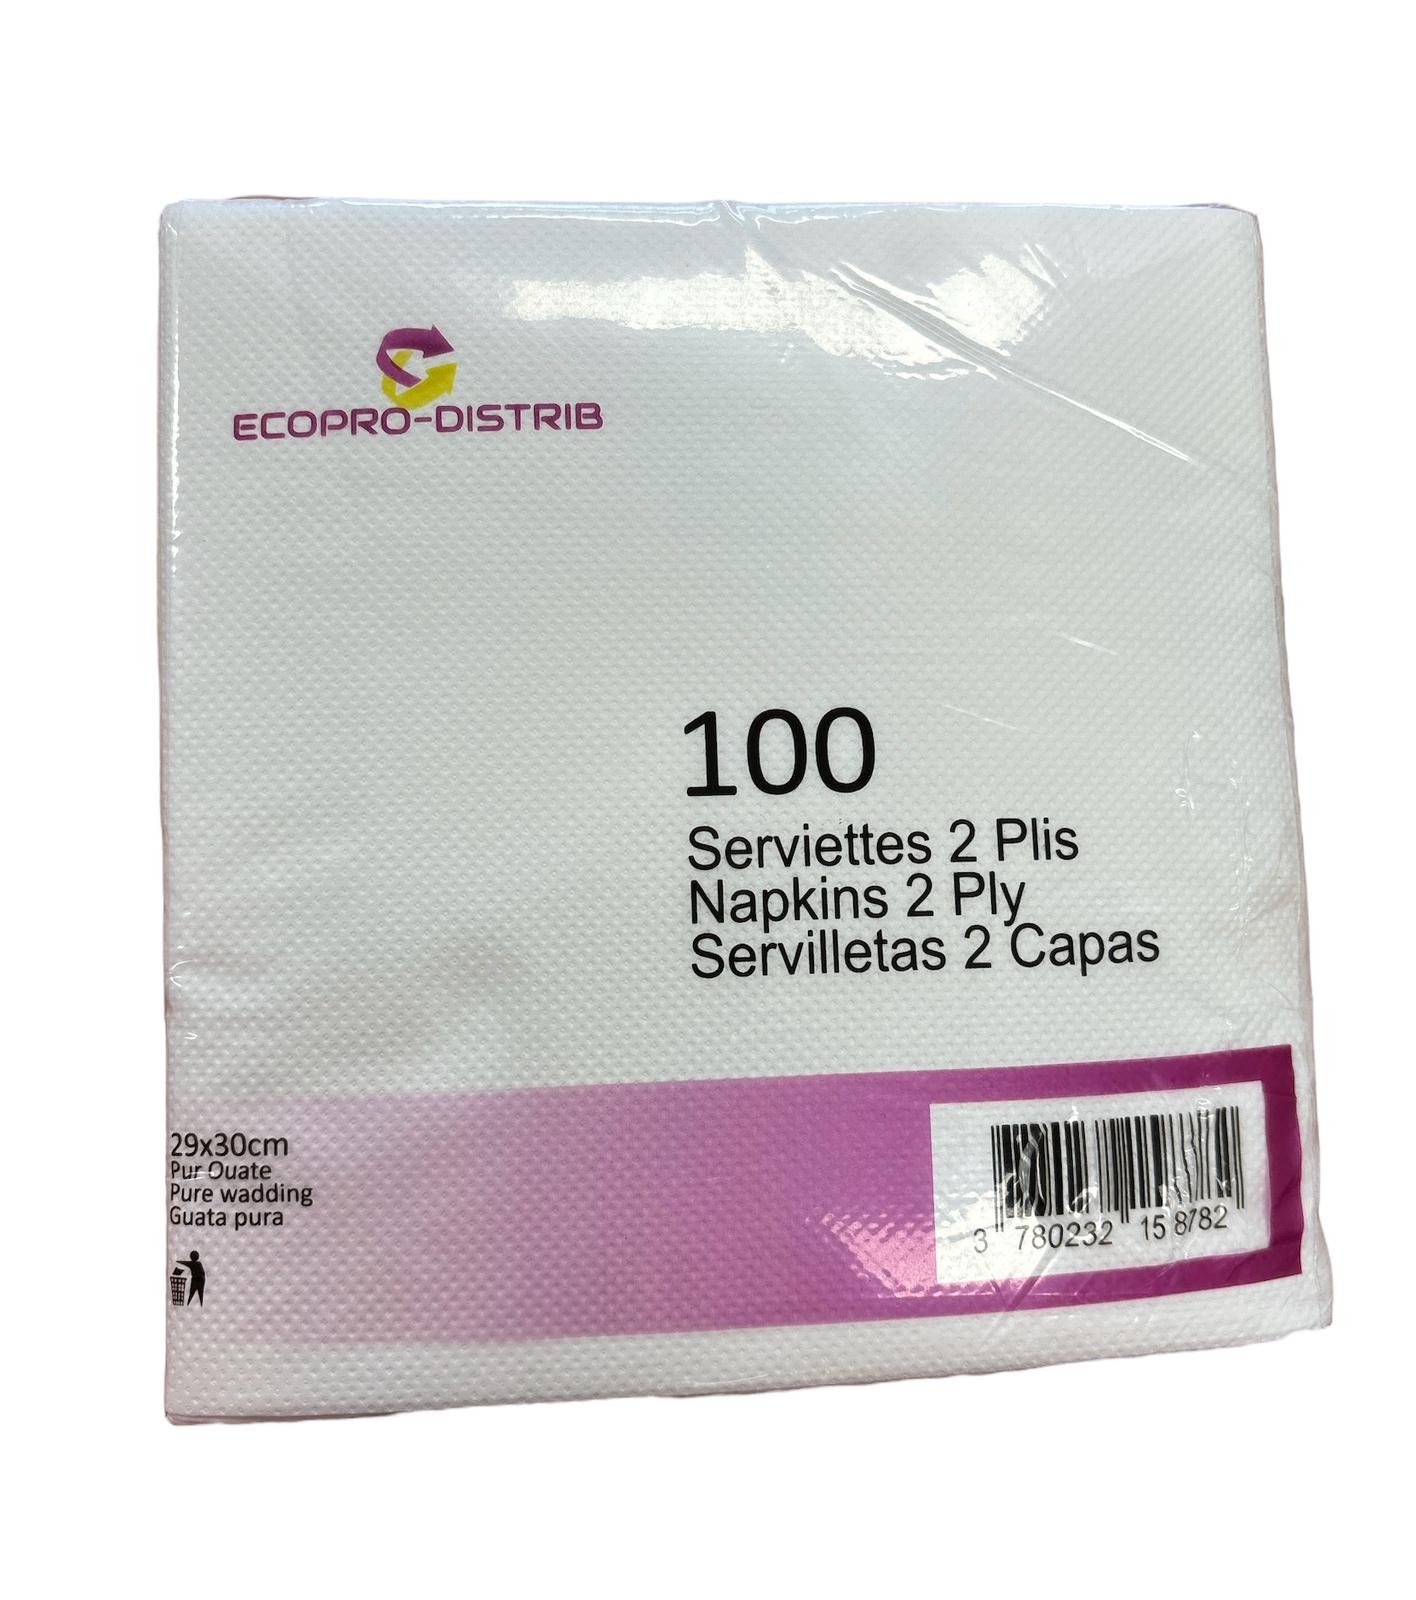 ECOPRO-DISTRIB
100
Serviettes 2 Plis
Napkins 2 Ply
Servilletas 2 Capas
29x30cm
Pur Ouate
Pure wadding
Guata pura
3 780232 158782